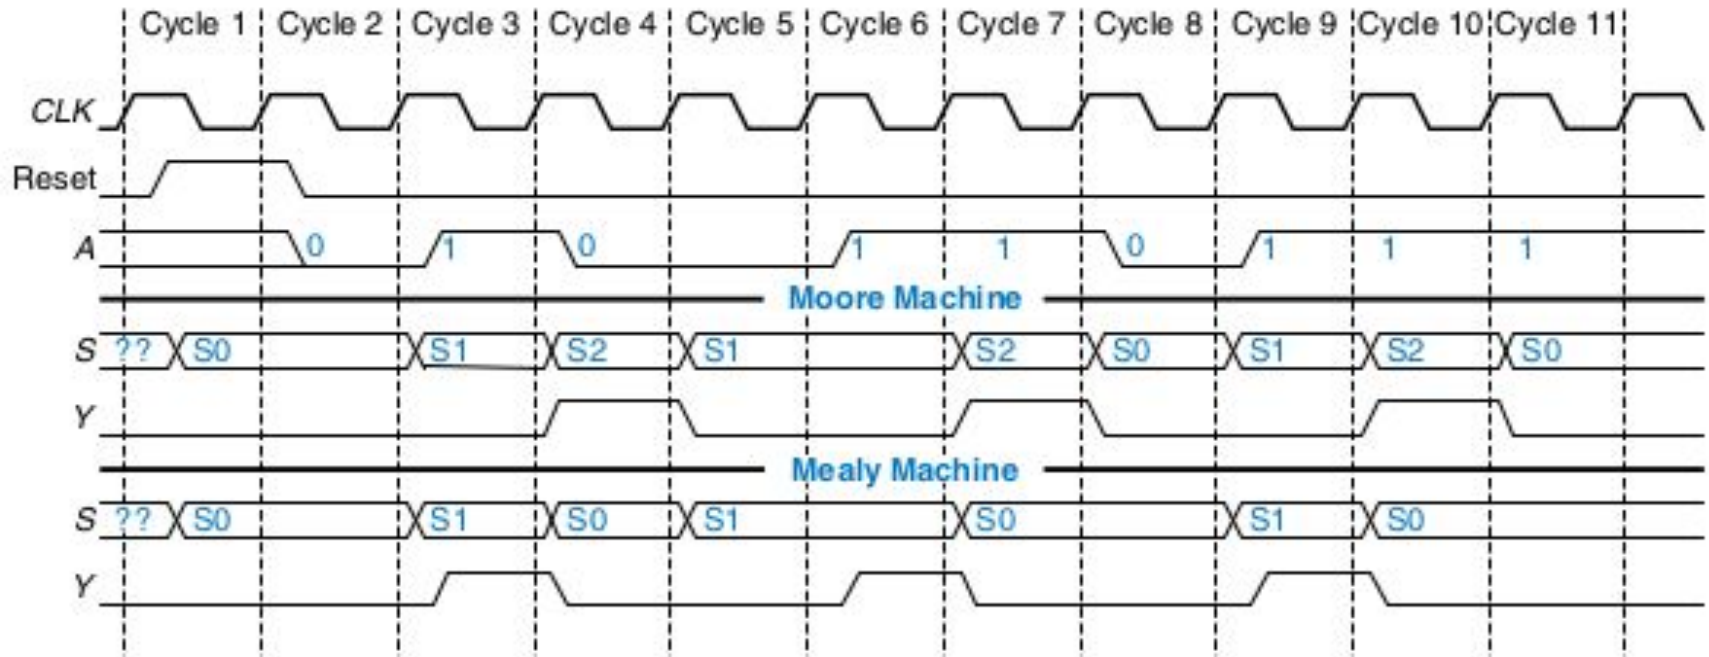 Cycle 1 Cycle 2 Cycle 3 Cycle 4 Cycle 5 Cycle 6 Cycle 7 Cycle 8 Cycle 9 Cycle 10 Cycle 11
CLK
Reset
A 0 1 0 1 1 0 1 1 1
Moore Machine
S ?? S0 S1 S2 S1 S2 S0 S1 S2 S0
Y
Mealy Machine
S ?? S0 S1 S0 S1 S0 S1 S0
Y